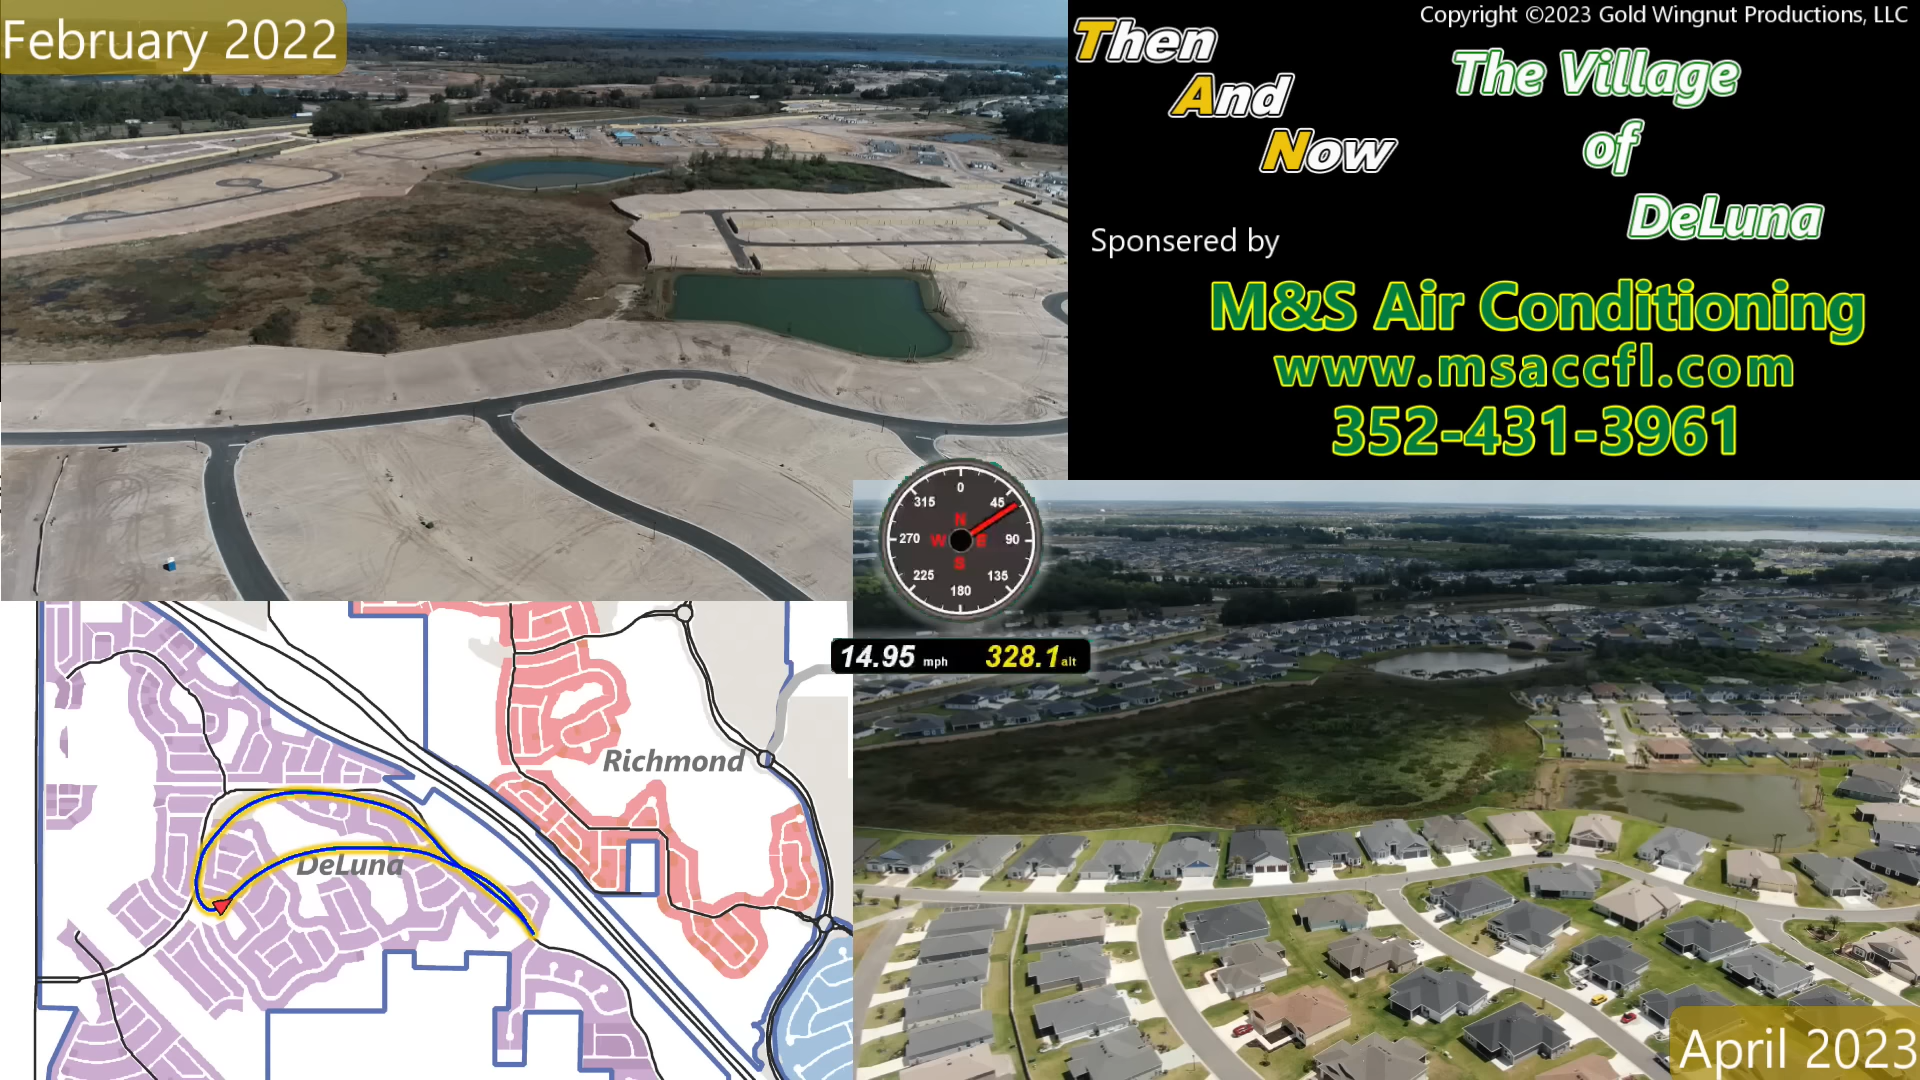 February 2022
Copyright ©2023 Gold Wingnut Productions, LLC
Then
And
Now
The Village
of
DeLuna
Sponsered by
M&S Air Conditioning
www.msaccfl.com
352-431-3961
0
315 45
N
270 W E 90
S
225 135
180
14.95 mph 328.1 alt
Richmond
DeLuna
April 2023